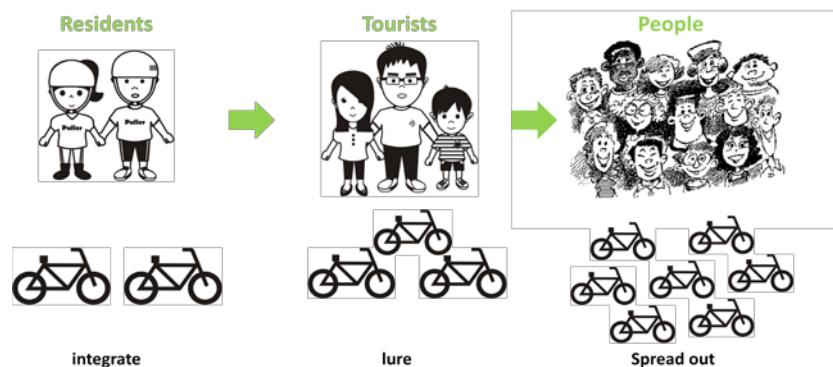 Residents
Tourists
People
Puller
Puller
integrate
lure
Spread out